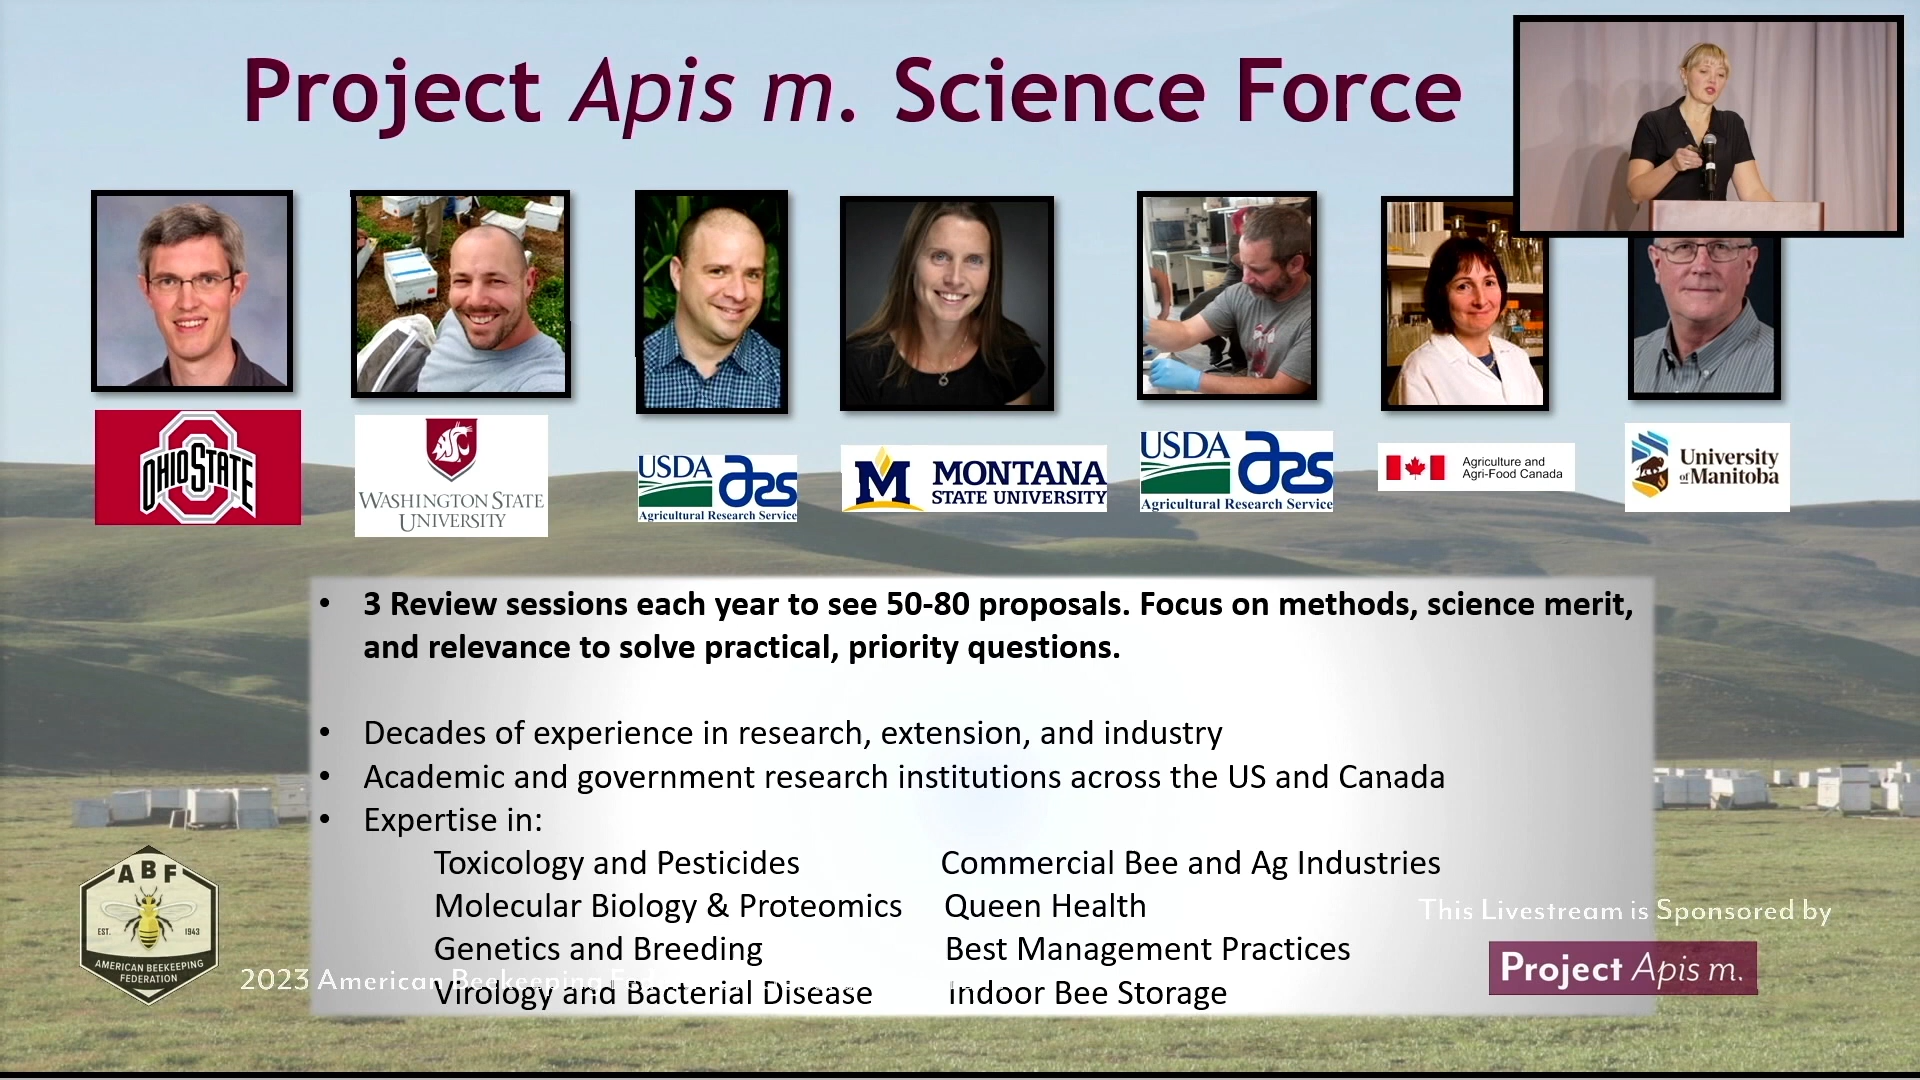 Project Apis m. Science Force
OHIO STATE
WASHINGTON STATE
UNIVERSITY
USDA ars
Agricultural Research Service
M MONTANA
STATE UNIVERSITY
USDA ars
Agricultural Research Service
Agriculture and
Agri-Food Canada
University
of Manitoba
• 3 Review sessions each year to see 50-80 proposals. Focus on methods, science merit,
and relevance to solve practical, priority questions.
• Decades of experience in research, extension, and industry
• Academic and government research institutions across the US and Canada
• Expertise in:
Toxicology and Pesticides Commercial Bee and Ag Industries
Molecular Biology & Proteomics Queen Health
Genetics and Breeding Best Management Practices
Virology and Bacterial Disease Indoor Bee Storage
ABF
EST. 1943
AMERICAN BEEKEEPING
FEDERATION
2023 American Beekeeping
This Livestream is Sponsored by
Project Apis m.